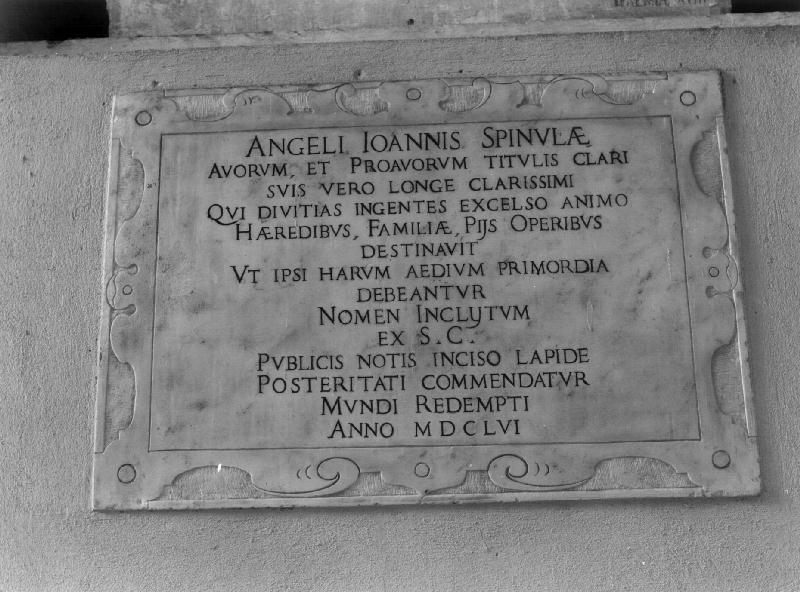 ANGELI IOANNIS SPINVLÆ
AVORVM, ET PROAVORVM TITVLIS CLARI
SVIS VERO LONGE CLARISSIMI
QVI DIVITIAS INGENTES EXCELSO ANIMO
HÆREDIBVS, FAMILIÆ, PIJS OPERIBVS
DESTINAVIT
VT IPSI HARVM AEDIVM PRIMORDIA
DEBEANTVR
NOMEN INCLYTVM
EX S.C.
PVBLICIS NOTIS INCISO LAPIDE
POSTERITATI COMMENDATVR
MVNDI REDEMPTI
ANNO MDCLVI